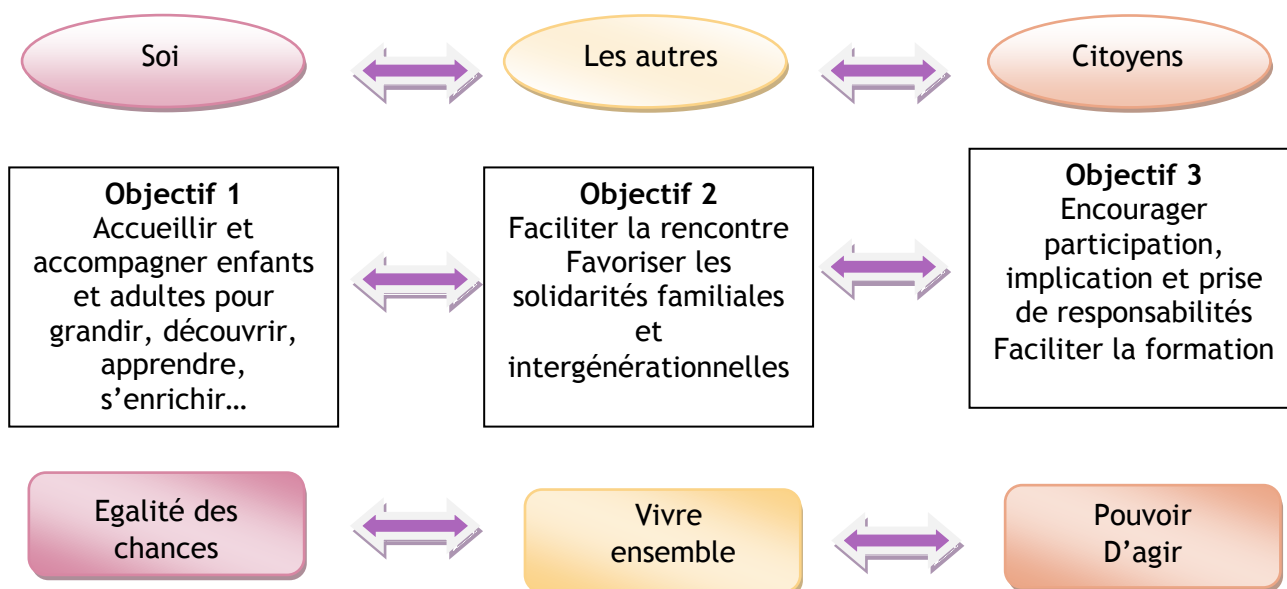 Soi
Les autres
Citoyens
Objectif 1
Accueillir et
accompagner enfants
et adultes pour
grandir, découvrir,
apprendre,
s’enrichir…
Objectif 2
Faciliter la rencontre
Favoriser les
solidarités familiales
et
intergénérationnelles
Objectif 3
Encourager
participation,
implication et prise
de responsabilités
Faciliter la formation
Egalité des
chances
Vivre
ensemble
Pouvoir
D’agir